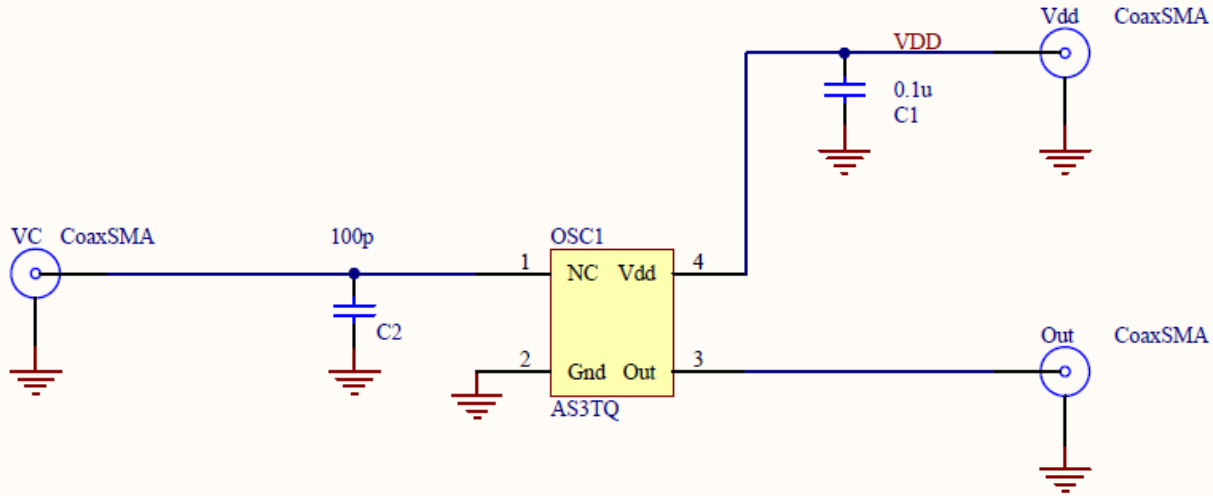 Vdd CoaxSMA
VDD
0.1u
C1
VC CoaxSMA
100p
OSC1
1 NC Vdd 4
C2
Out CoaxSMA
2 Gnd Out 3
AS3TQ